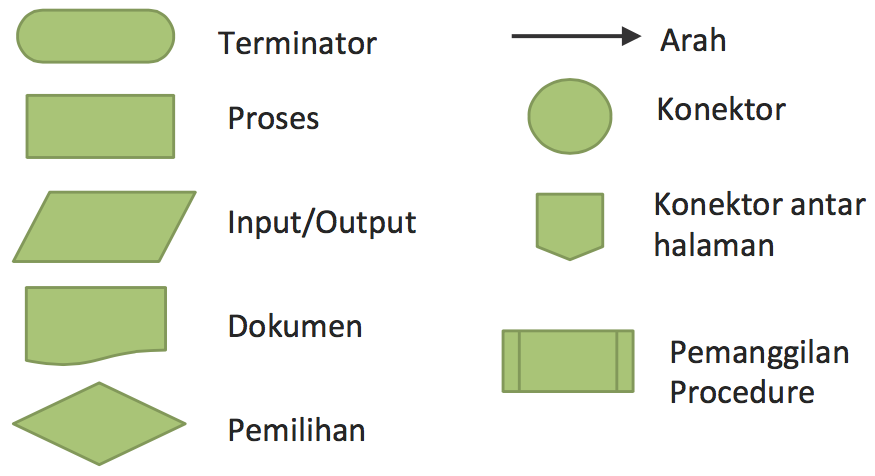 Terminator
Proses
Input/Output
Dokumen
Pemilihan
Arah
Konektor
Konektor antar
halaman
Pemanggilan
Procedure